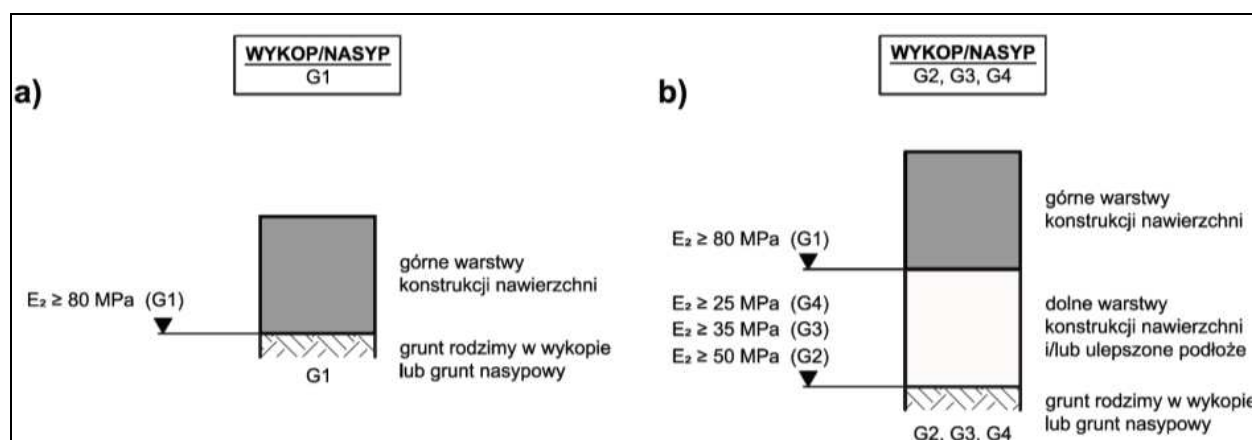 a)
WYKOP/NASYP
G1
górne warstwy
konstrukcji nawierzchni
E₂ ≥ 80 MPa (G1)
grunt rodzimy w wykopie
lub grunt nasypowy
G1
b)
WYKOP/NASYP
G2, G3, G4
górne warstwy
konstrukcji nawierzchni
E₂ ≥ 80 MPa (G1)
E₂ ≥ 25 MPa (G4)
E₂ ≥ 35 MPa (G3)
E₂ ≥ 50 MPa (G2)
dolne warstwy
konstrukcji nawierzchni
i/lub ulepszone podłoże
grunt rodzimy w wykopie
lub grunt nasypowy
G2, G3, G4